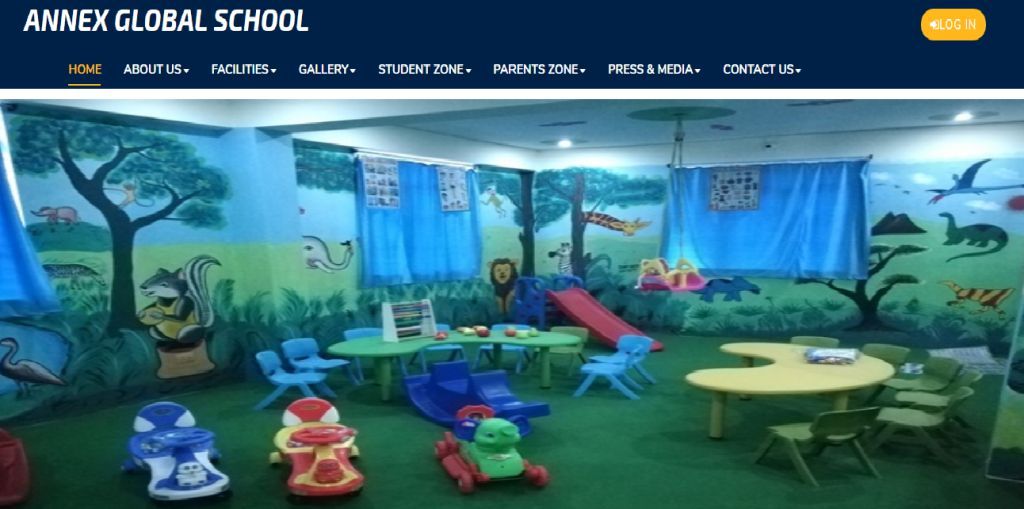 ANNEX GLOBAL SCHOOL
LOG IN
HOME ABOUT US FACILITIES GALLERY STUDENT ZONE PARENTS ZONE PRESS & MEDIA CONTACT US